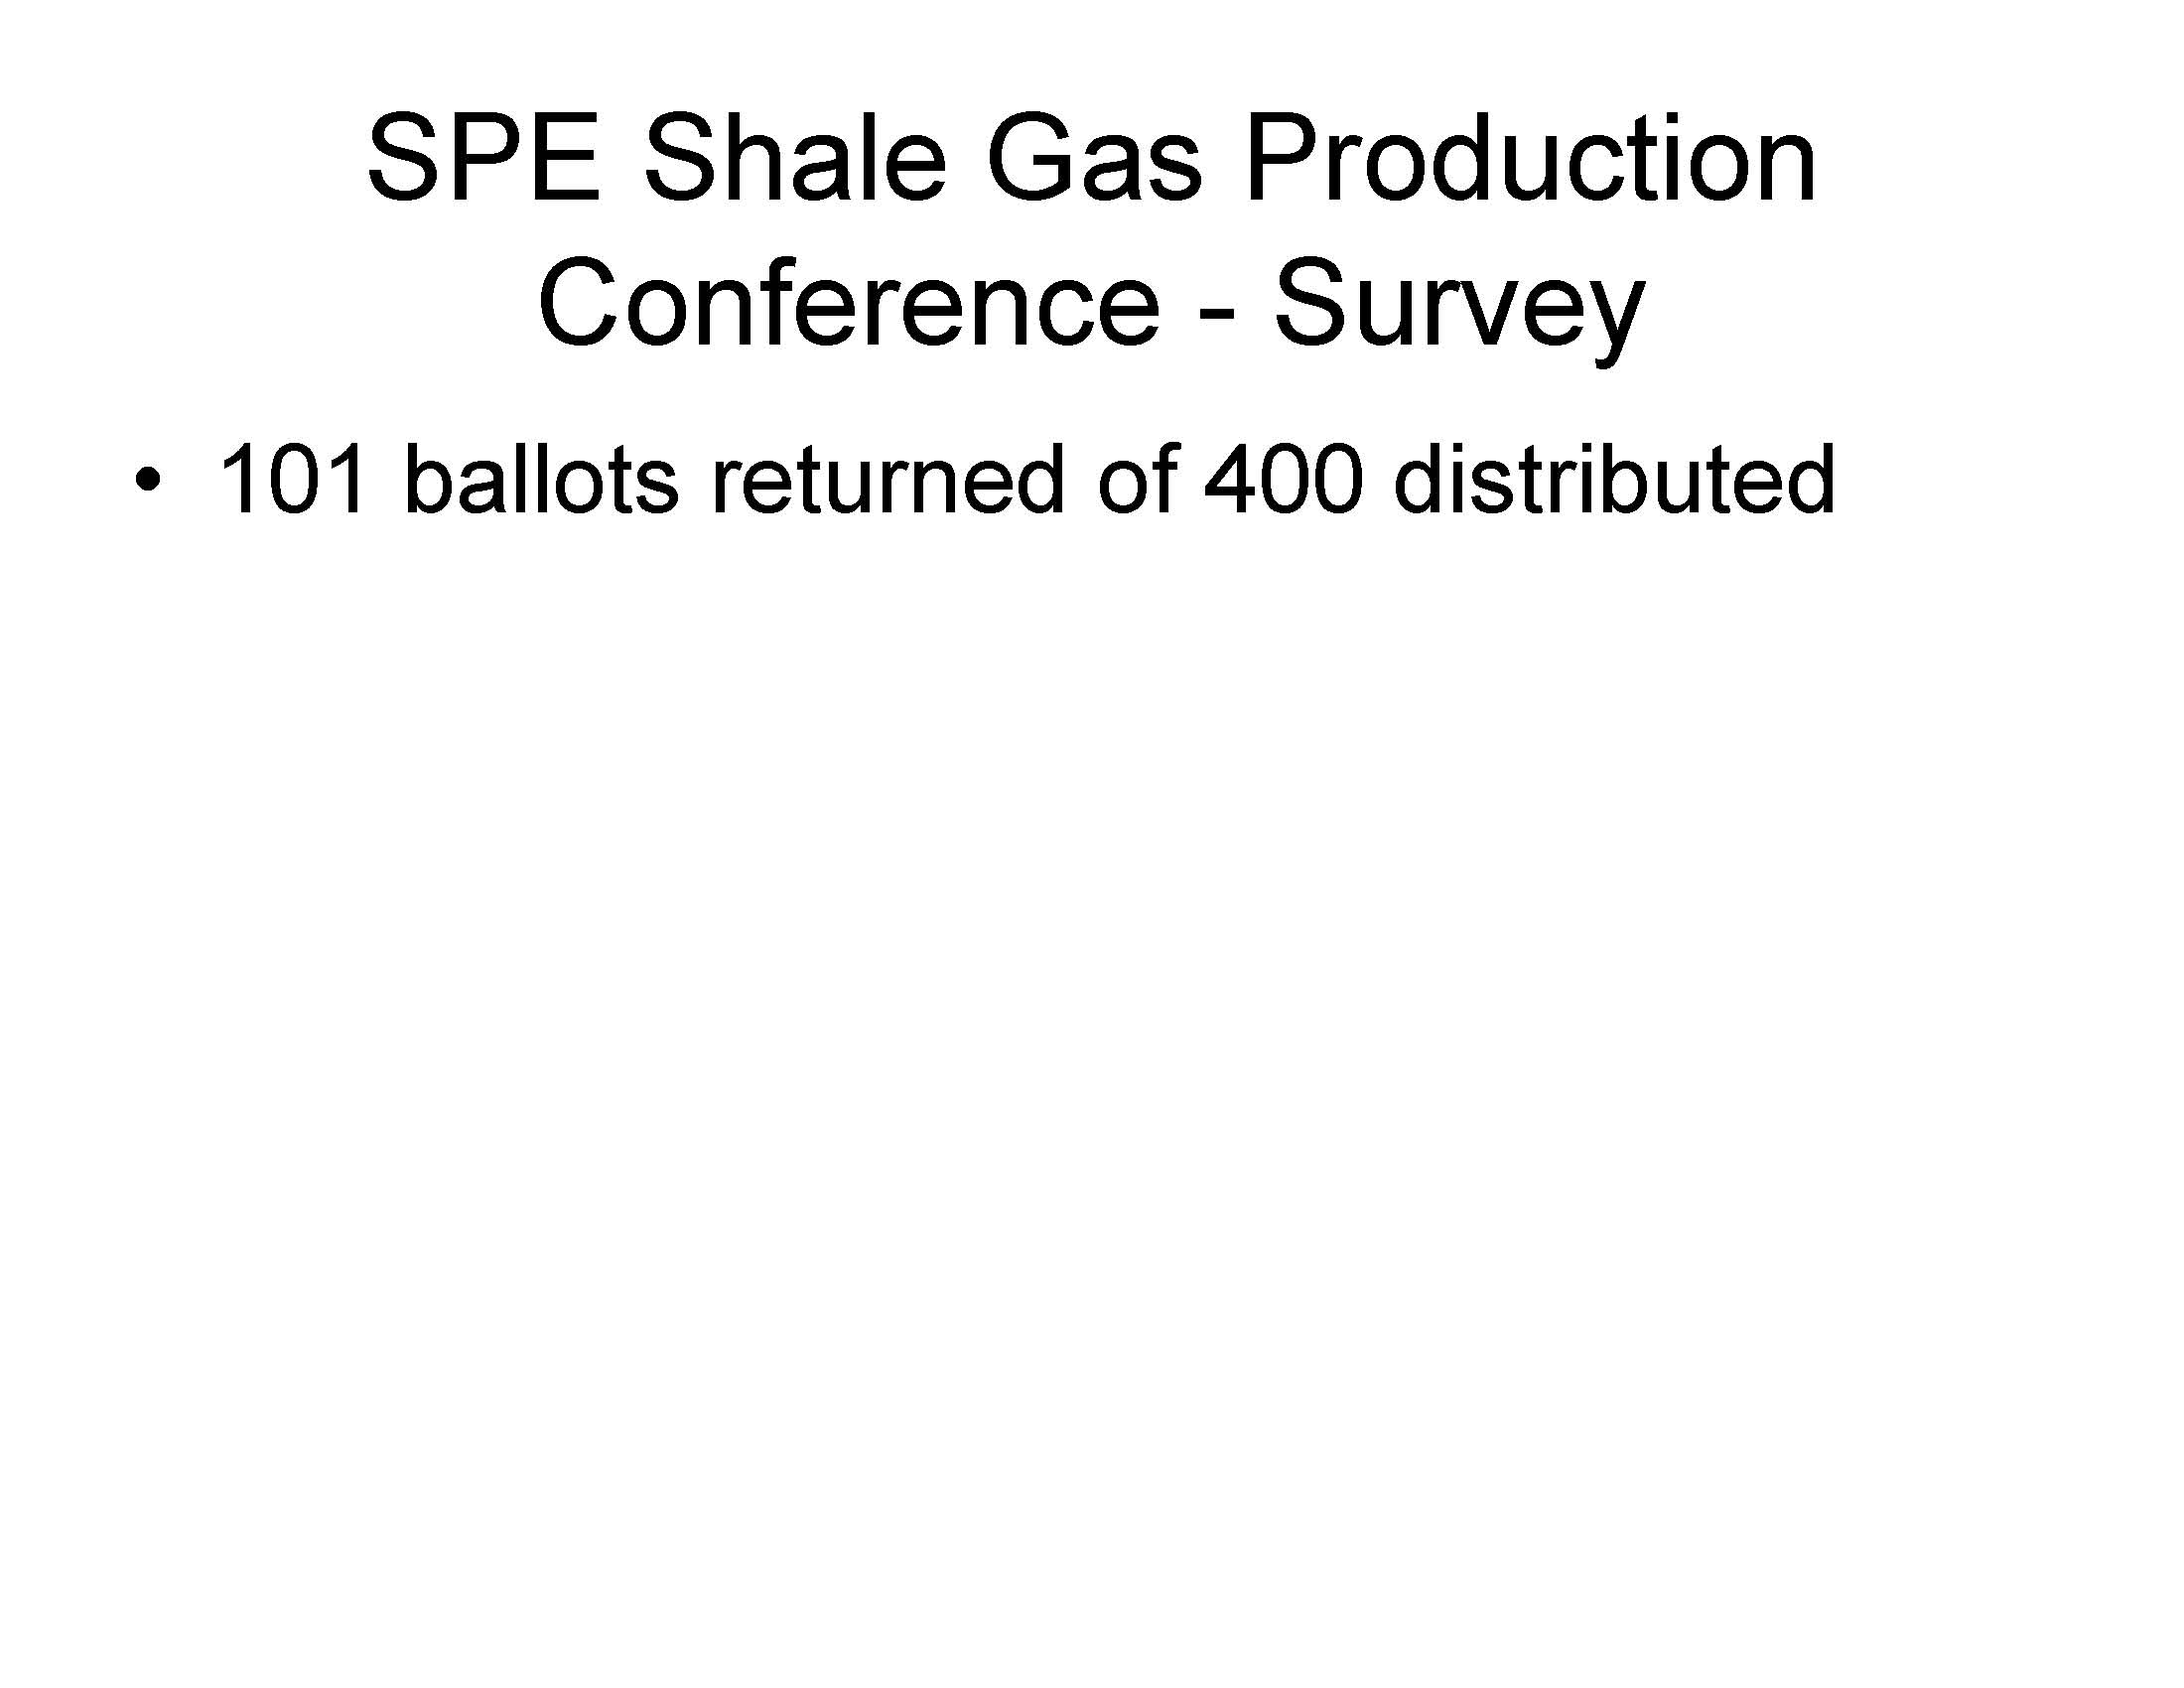 SPE Shale Gas Production
Conference - Survey
• 101 ballots returned of 400 distributed